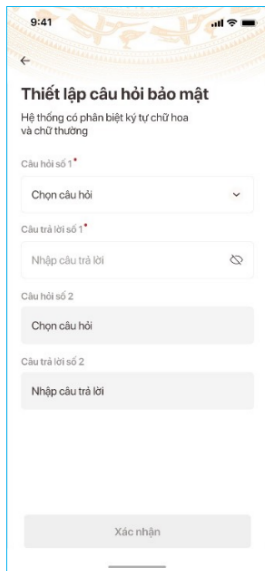 9:41
Thiết lập câu hỏi bảo mật
Hệ thống có phân biệt ký tự chữ hoa
và chữ thường
Câu hỏi số 1*
Chọn câu hỏi
Câu trả lời số 1*
Nhập câu trả lời
Câu hỏi số 2
Chọn câu hỏi
Câu trả lời số 2
Nhập câu trả lời
Xác nhận